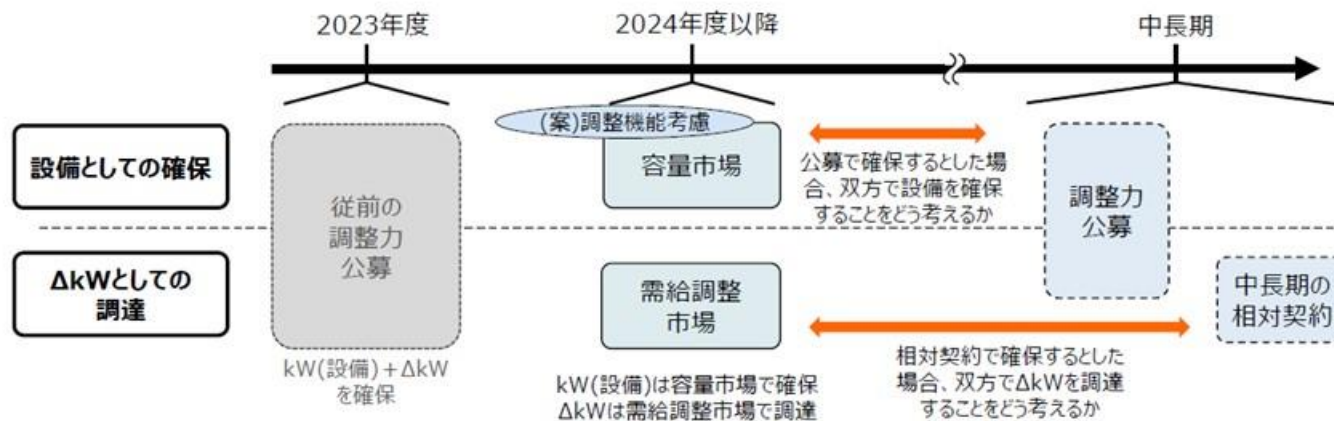 2023年度
2024年度以降
中長期
(案)調整機能考慮
設備としての確保
従前の
調整力
公募
容量市場
公募で確保するとした場
合、双方で設備を確保
することをどう考えるか
調整力
公募
ΔkWとしての
調達
需給調整
市場
中長期の
相対契約
kW(設備)+ΔkW
を確保
kW(設備)は容量市場で確保
ΔkWは需給調整市場で調達
相対契約で確保するとした
場合、双方でΔkWを調達
することをどう考えるか